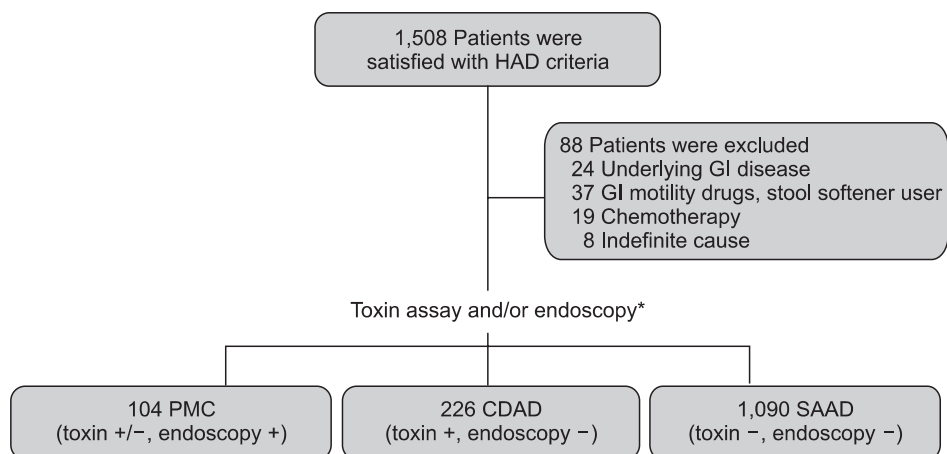 1,508 Patients were
satisfied with HAD criteria
88 Patients were excluded
24 Underlying GI disease
37 GI motility drugs, stool softener user
19 Chemotherapy
8 Indefinite cause
Toxin assay and/or endoscopy*
104 PMC
(toxin +/−, endoscopy +)
226 CDAD
(toxin +, endoscopy −)
1,090 SAAD
(toxin −, endoscopy −)